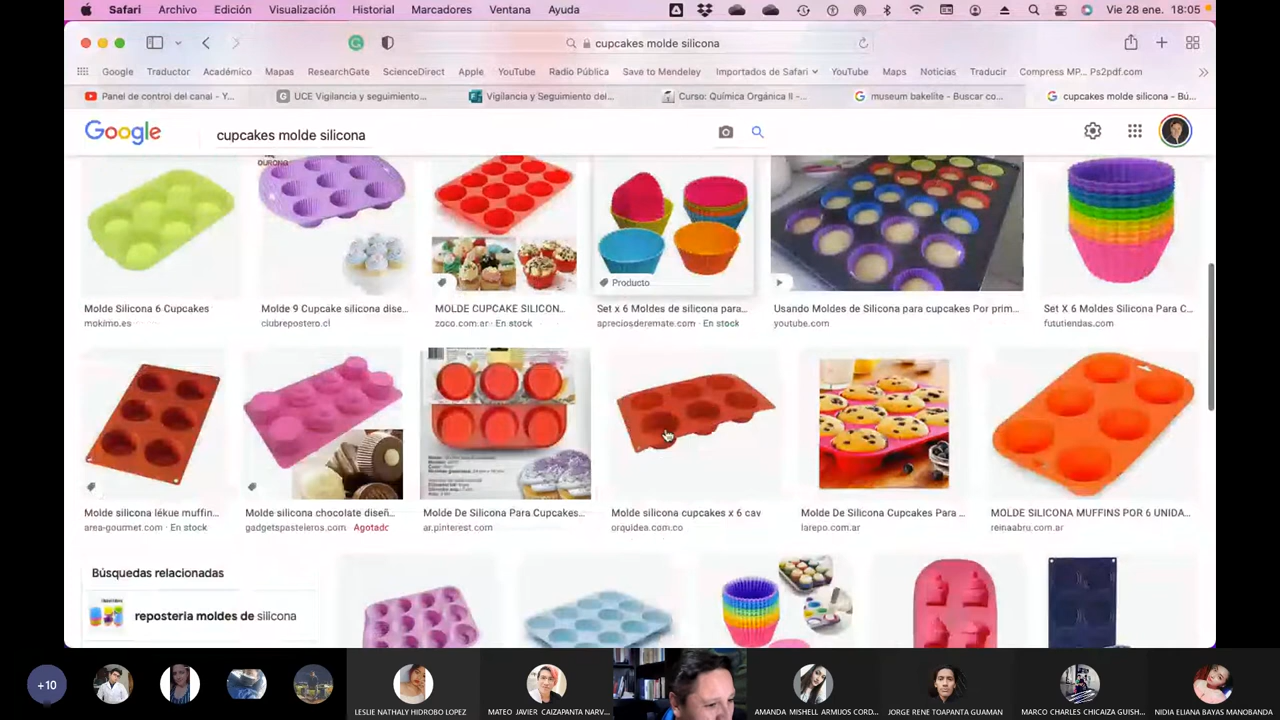 Safari Archivo Edición Visualización Historial Marcadores Ventana Ayuda Vie 28 ene. 18:05
cupcakes molde silicona
Google Traductor Académico Mapas ResearchGate ScienceDirect Apple YouTube Radio Pública Save to Mendeley Importados de Safari YouTube Maps Noticias Traducir Compress MP... Ps2pdf.com
Panel de control del canal - Y... UCE Vigilancia y seguimiento... Vigilancia y Seguimiento del... Curso: Química Orgánica II -... museum bakelite - Buscar co... cupcakes molde silicona - Bú...
Google cupcakes molde silicona
OURONG
Producto
Molde Silicona 6 Cupcakes Molde 9 Cupcake silicona dise... MOLDE CUPCAKE SILICON... Set x 6 Moldes de silicona para... Usando Moldes de Silicona para cupcakes Por prim... Set X 6 Moldes Silicona Para C...
mokimo.es clubrepostero.cl zoco.com.ar · En stock apreciosderemate.com · En stock youtube.com fututiendas.com
Molde silicona lékue muffin... Molde silicona chocolate diseñ... Molde De Silicona Para Cupcakes... Molde silicona cupcakes x 6 cav Molde De Silicona Cupcakes Para ... MOLDE SILICONA MUFFINS POR 6 UNIDA...
area-gourmet.com · En stock gadgetspasteleros.com Agotado ar.pinterest.com orquidea.com.co larepo.com.ar reinaabru.com.ar
Búsquedas relacionadas
reposteria moldes de silicona
+10
LESLIE NATHALY HIDROBO LOPEZ MATEO JAVIER CAIZAPANTA NARV... AMANDA MISHELL ARMIJOS CORD... JORGE RENE TOAPANTA GUAMAN MARCO CHARLES CHICAIZA GUISH... NIDIA ELIANA BAYAS MANOBANDA